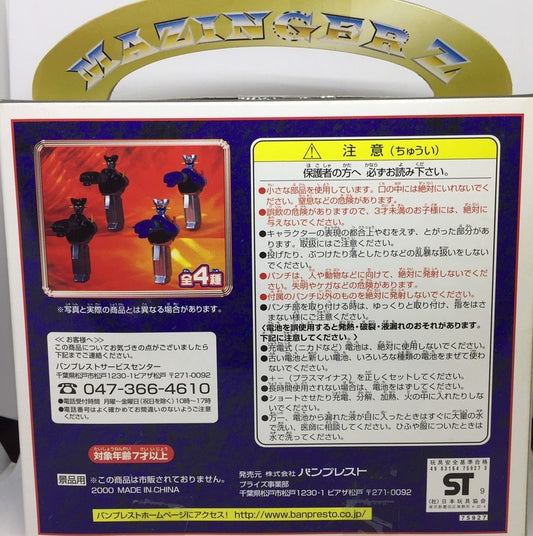 MAZINGER Z
全4種
※写真と実際の商品とは異なる場合があります。
≪お客様へ≫
この商品についてお気づきの点がございましたら
下記までご連絡ください。
バンプレストサービスセンター
千葉県松戸市松戸1230-1 ピアザ松戸 〒271-0092
☎ 047-366-4610
●電話受付時間 月曜〜金曜日(祝日を除く)10時〜17時
●電話番号はよく確かめてお間違いのないようご注意
ください。
対象年齢7才以上
景品用
※この商品は市販されておりません。
2000 MADE IN CHINA
バンプレストホームページにアクセス! http://www.banpresto.co.jp/
注意(ちゅうい)
保護者の方へ 必ずお読み下さい。
●小さな部品を使用しています。口の中には絶対にいれないでく
ださい。窒息などの危険があります。
●誤飲の危険がありますので、3才未満のお子様には、絶対に
与えないでください。
●キャラクターの表現の都合上やむをえず、とがった部分があ
ります。取扱にはご注意ください。
●投げたり、ぶつけたり落としたりなどの乱暴な扱いをしない
でください。
●パンチは、人や動物などに向けて、絶対に発射しないでくださ
い。失明やケガなどの危険があります。
●付属のパンチ以外のものを絶対に発射しないでください。
●パンチ部を取り付ける時は、ゆっくりと取り付け、指をはさ
まない様にご注意ください。
〈電池を誤使用すると発熱・破裂・液漏れのおそれがあります。
下記に注意してください。〉
●充電式(ニカドなど)電池は、絶対に使用しないでください。
●古い電池と新しい電池、いろいろな種類の電池をまぜて使わ
ないでください。
●+−(プラスマイナス)を正しくセットしてください。
●長時間使用されない場合は、電池をはずしてください。
●ショートさせたり充電、分解、加熱、火の中に入れたりしな
いでください。
●万一、電池から漏れた液が目に入ったときはすぐに大量の水
で洗い、医師に相談してください。ひふや服についたときは
水で洗ってください。
発売元 株式会社 バンプレスト
プライズ事業部
千葉県松戸市松戸1230-1 ピアザ松戸 〒271-0092
玩具安全基準合格
ST
9
(社)日本玩具協会
75927